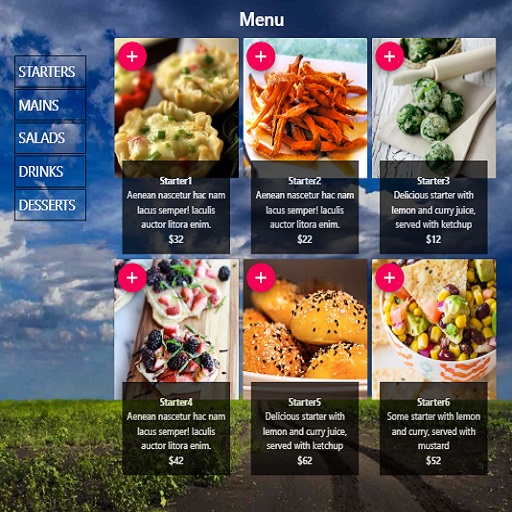 Menu
STARTERS
MAINS
SALADS
DRINKS
DESSERTS
Starter1
Aenean nascetur hac nam
lacus semper! Iaculis
auctor litora enim.
$32
Starter2
Aenean nascetur hac nam
lacus semper! Iaculis
auctor litora enim.
$22
Starter3
Delicious starter with
lemon and curry juice,
served with ketchup
$12
Starter4
Aenean nascetur hac nam
lacus semper! Iaculis
auctor litora enim.
$42
Starter5
Delicious starter with
lemon and curry juice,
served with ketchup
$62
Starter6
Some starter with lemon
and curry, served with
mustard
$52